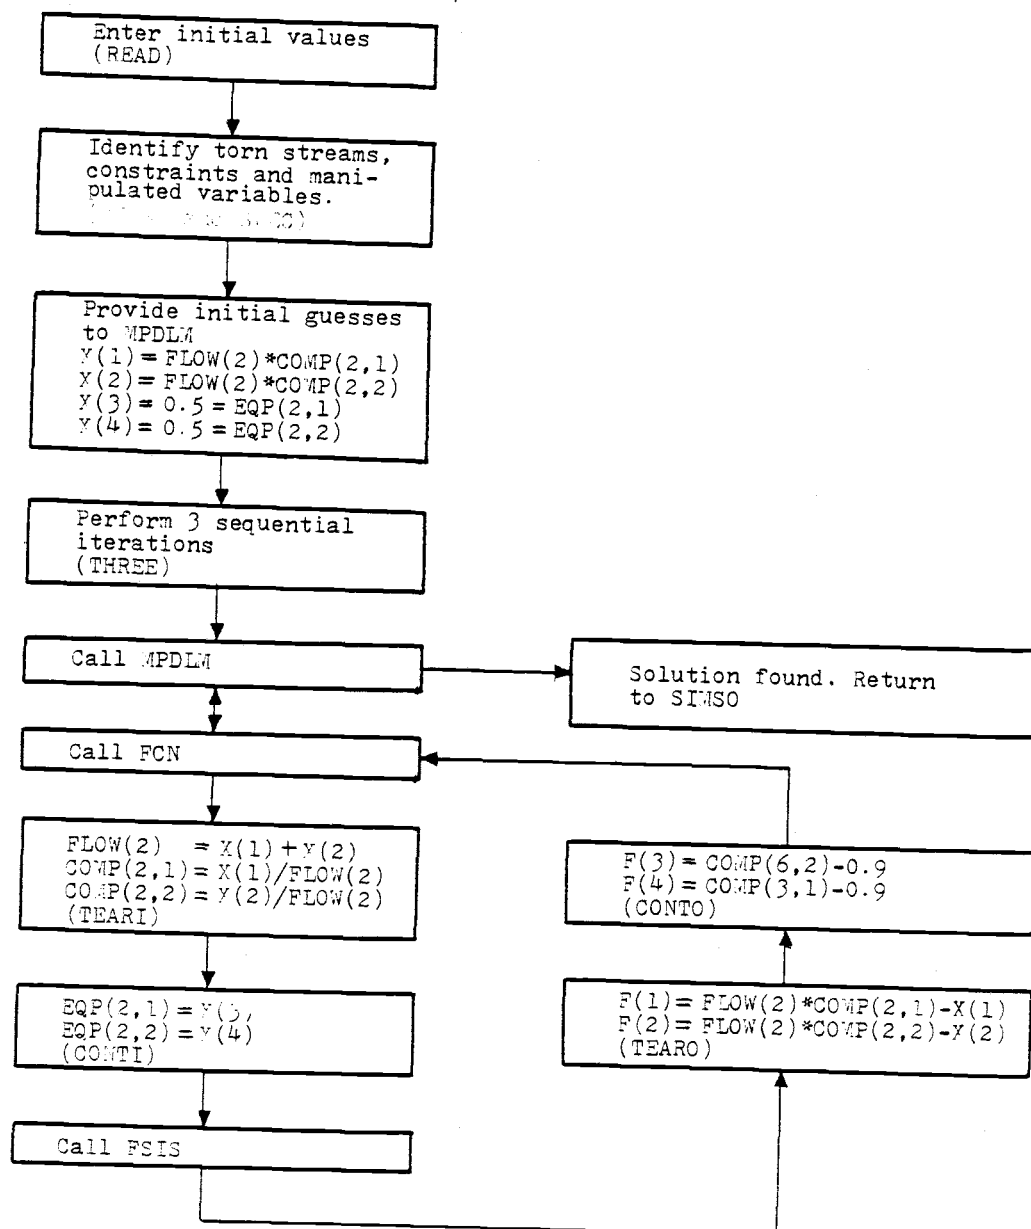 Enter initial values
(READ)
Identify torn streams,
constraints and mani-
pulated variables.
Provide initial guesses
to MPDLM
X(1) = FLOW(2)*COMP(2,1)
X(2) = FLOW(2)*COMP(2,2)
X(3) = 0.5 = EQP(2,1)
X(4) = 0.5 = EQP(2,2)
Perform 3 sequential
iterations
(THREE)
Call MPDLM
Solution found. Return
to SIMSO
Call FCN
FLOW(2) = X(1)+X(2)
COMP(2,1) = X(1)/FLOW(2)
COMP(2,2) = X(2)/FLOW(2)
(TEARI)
F(3) = COMP(6,2)-0.9
F(4) = COMP(3,1)-0.9
(CONTO)
EQP(2,1) = X(3)
EQP(2,2) = X(4)
(CONTI)
F(1) = FLOW(2)*COMP(2,1)-X(1)
F(2) = FLOW(2)*COMP(2,2)-X(2)
(TEARO)
Call FSIS